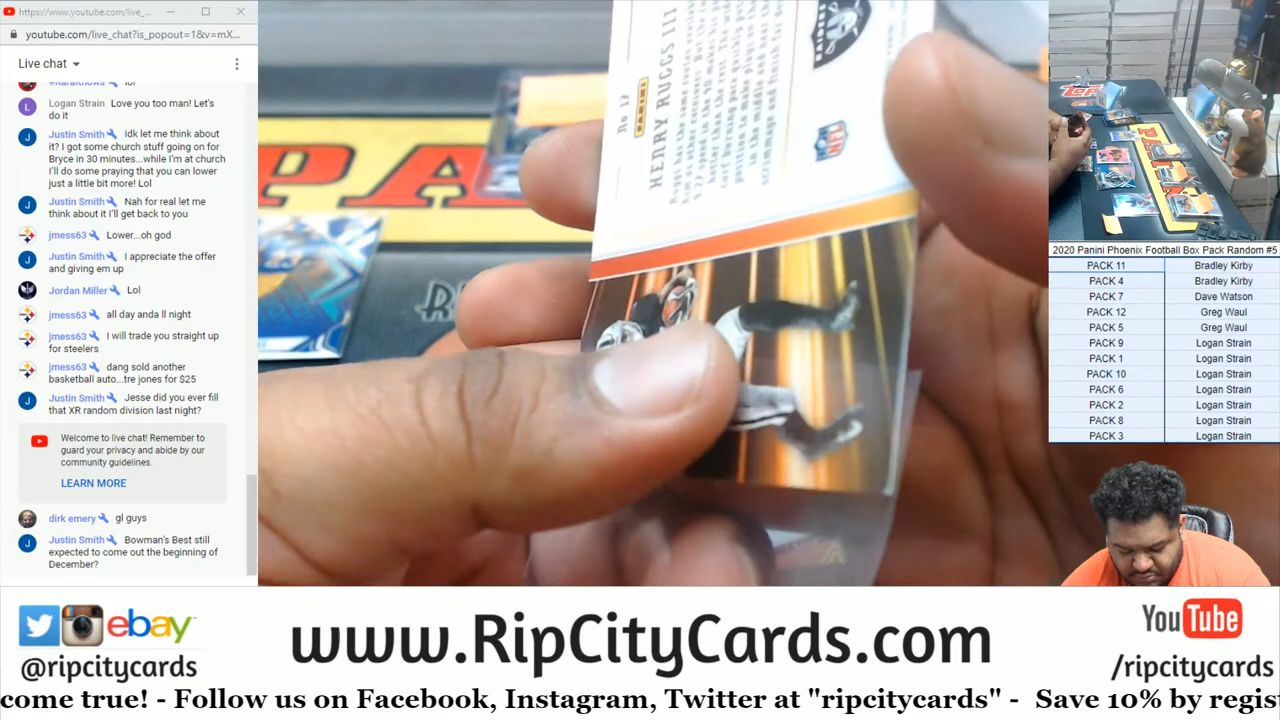 https://www.youtube.com/live_...
youtube.com/live_chat?is_popout=1&v=mX...
Live chat
lol
Logan Strain Love you too man! Let's
do it
Justin Smith Idk let me think about
it? I got some church stuff going on for
Bryce in 30 minutes...while I'm at church
I'll do some praying that you can lower
just a little bit more! Lol
Justin Smith Nah for real let me
think about it I'll get back to you
jmess63 Lower...oh god
Justin Smith I appreciate the offer
and giving em up
Jordan Miller Lol
jmess63 all day anda ll night
jmess63 I will trade you straight up
for steelers
jmess63 dang sold another
basketball auto...tre jones for $25
Justin Smith Jesse did you ever fill
that XR random division last night?
Welcome to live chat! Remember to
guard your privacy and abide by our
community guidelines.
LEARN MORE
dirk emery gl guys
Justin Smith Bowman's Best still
expected to come out the beginning of
December?
No 17
PANINI
HENRY RUGGS III
RAIDERS
NFL
PA
2020 Panini Phoenix Football Box Pack Random #5
PACK 11 Bradley Kirby
PACK 4 Bradley Kirby
PACK 7 Dave Watson
PACK 12 Greg Waul
PACK 5 Greg Waul
PACK 9 Logan Strain
PACK 1 Logan Strain
PACK 10 Logan Strain
PACK 6 Logan Strain
PACK 2 Logan Strain
PACK 8 Logan Strain
PACK 3 Logan Strain
ebay
@ripcitycards
www.RipCityCards.com
YouTube
/ripcitycards
come true! - Follow us on Facebook, Instagram, Twitter at "ripcitycards" - Save 10% by regis